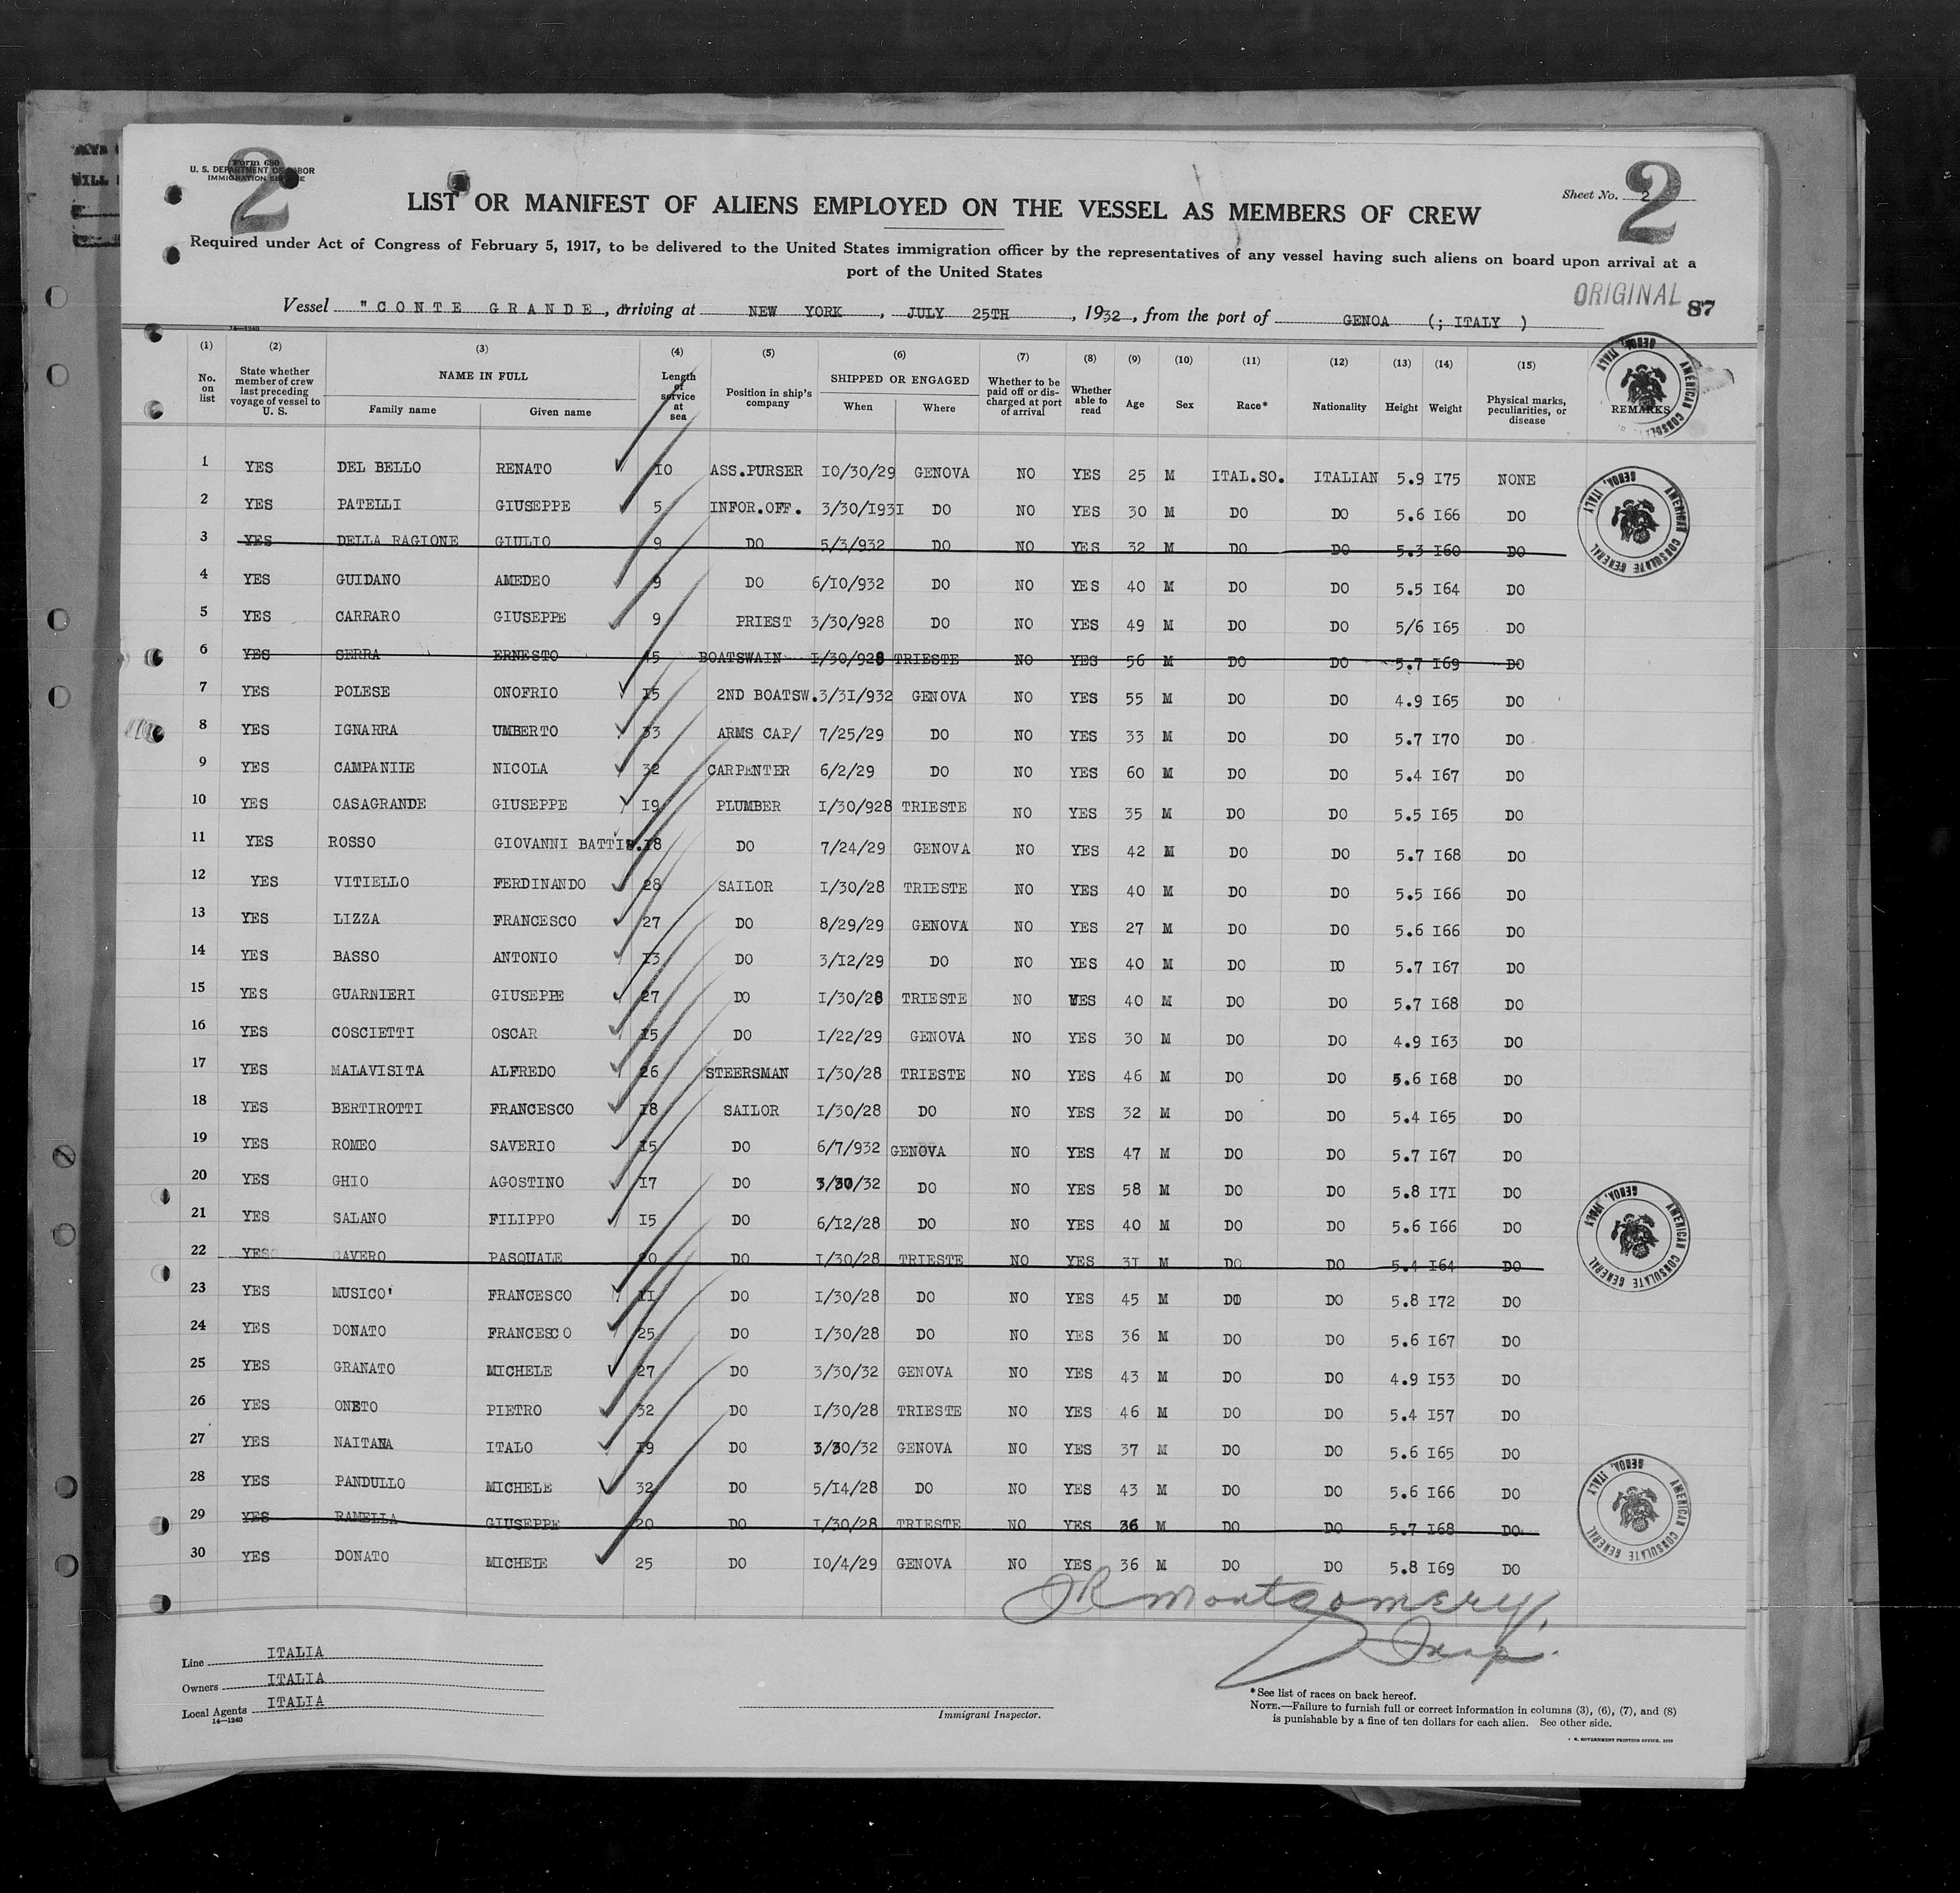 2
Form 680
U. S. DEPARTMENT OF LABOR
IMMIGRATION SERVICE
Sheet No. 2
2
LIST OR MANIFEST OF ALIENS EMPLOYED ON THE VESSEL AS MEMBERS OF CREW
Required under Act of Congress of February 5, 1917, to be delivered to the United States immigration officer by the representatives of any vessel having such aliens on board upon arrival at a
port of the United States
ORIGINAL 87
Vessel "CONTE GRANDE", arriving at NEW YORK, JULY 25TH, 1932, from the port of GENOA (; ITALY )
14—1240
(1) (2) (3) (4) (5) (6) (7) (8) (9) (10) (11) (12) (13) (14) (15)
No. on list | State whether member of crew last preceding voyage of vessel to U. S. | NAME IN FULL Family name Given name | Length of service at sea | Position in ship's company | SHIPPED OR ENGAGED When Where | Whether to be paid off or discharged at port of arrival | Whether able to read | Age | Sex | Race* | Nationality | Height | Weight | Physical marks, peculiarities, or disease | REMARKS
1 YES DEL BELLO RENATO 10 ASS.PURSER 10/30/29 GENOVA NO YES 25 M ITAL.SO. ITALIAN 5.9 175 NONE
2 YES PATELLI GIUSEPPE 5 INFOR.OFF. 3/30/1931 DO NO YES 30 M DO DO 5.6 166 DO
3 YES DELLA RAGIONE GIULIO 9 DO 5/3/932 DO NO YES 32 M DO DO 5.3 160 DO
4 YES GUIDANO AMEDEO 9 DO 6/10/932 DO NO YES 40 M DO DO 5.5 164 DO
5 YES CARRARO GIUSEPPE 9 PRIEST 3/30/928 DO NO YES 49 M DO DO 5/6 165 DO
6 YES SERRA ERNESTO 45 BOATSWAIN 1/30/928 TRIESTE NO YES 56 M DO DO 5.7 169 DO
7 YES POLESE ONOFRIO 15 2ND BOATSW. 3/31/932 GENOVA NO YES 55 M DO DO 4.9 165 DO
8 YES IGNARRA UMBERTO 33 ARMS CAP/ 7/25/29 DO NO YES 33 M DO DO 5.7 170 DO
9 YES CAMPANIIE NICOLA 32 CARPENTER 6/2/29 DO NO YES 60 M DO DO 5.4 167 DO
10 YES CASAGRANDE GIUSEPPE 19 PLUMBER 1/30/928 TRIESTE NO YES 35 M DO DO 5.5 165 DO
11 YES ROSSO GIOVANNI BATTIS. 18 DO 7/24/29 GENOVA NO YES 42 M DO DO 5.7 168 DO
12 YES VITIELLO FERDINANDO 28 SAILOR 1/30/28 TRIESTE NO YES 40 M DO DO 5.5 166 DO
13 YES LIZZA FRANCESCO 27 DO 8/29/29 GENOVA NO YES 27 M DO DO 5.6 166 DO
14 YES BASSO ANTONIO 13 DO 3/12/29 DO NO YES 40 M DO DO 5.7 167 DO
15 YES GUARNIERI GIUSEPPE 27 DO 1/30/28 TRIESTE NO YES 40 M DO DO 5.7 168 DO
16 YES COSCIETTI OSCAR 15 DO 1/22/29 GENOVA NO YES 30 M DO DO 4.9 163 DO
17 YES MALAVISITA ALFREDO 26 STEERSMAN 1/30/28 TRIESTE NO YES 46 M DO DO 5.6 168 DO
18 YES BERTIROTTI FRANCESCO 18 SAILOR 1/30/28 DO NO YES 32 M DO DO 5.4 165 DO
19 YES ROMEO SAVERIO 15 DO 6/7/932 GENOVA NO YES 47 M DO DO 5.7 167 DO
20 YES GHIO AGOSTINO 17 DO 3/30/32 DO NO YES 58 M DO DO 5.8 171 DO
21 YES SALANO FILIPPO 15 DO 6/12/28 DO NO YES 40 M DO DO 5.6 166 DO
22 YES CAVERO PASQUALE 20 DO 1/30/28 TRIESTE NO YES 31 M DO DO 5.4 164 DO
23 YES MUSICO' FRANCESCO 11 DO 1/30/28 DO NO YES 45 M DO DO 5.8 172 DO
24 YES DONATO FRANCESCO 25 DO 1/30/28 DO NO YES 36 M DO DO 5.6 167 DO
25 YES GRANATO MICHELE 27 DO 3/30/32 GENOVA NO YES 43 M DO DO 4.9 153 DO
26 YES ONETO PIETRO 32 DO 1/30/28 TRIESTE NO YES 46 M DO DO 5.4 157 DO
27 YES NAITANA ITALO 19 DO 3/30/32 GENOVA NO YES 37 M DO DO 5.6 165 DO
28 YES PANDULLO MICHELE 32 DO 5/14/28 DO NO YES 43 M DO DO 5.6 166 DO
29 YES RAMELLA GIUSEPPE 20 DO 1/30/28 TRIESTE NO YES 36 M DO DO 5.7 168 DO
30 YES DONATO MICHELE 25 DO 10/4/29 GENOVA NO YES 36 M DO DO 5.8 169 DO
AMERICAN CONSULATE GENERAL GENOA, ITALY
AMERICAN CONSULATE GENERAL GENOA, ITALY
AMERICAN CONSULATE GENERAL GENOA, ITALY
AMERICAN CONSULATE GENERAL GENOA, ITALY
JR Montgomery,
Insp.
Line ITALIA
Owners ITALIA
Local Agents ITALIA
14—1240
Immigrant Inspector.
*See list of races on back hereof.
NOTE.—Failure to furnish full or correct information in columns (3), (6), (7), and (8)
is punishable by a fine of ten dollars for each alien. See other side.
U. S. GOVERNMENT PRINTING OFFICE.